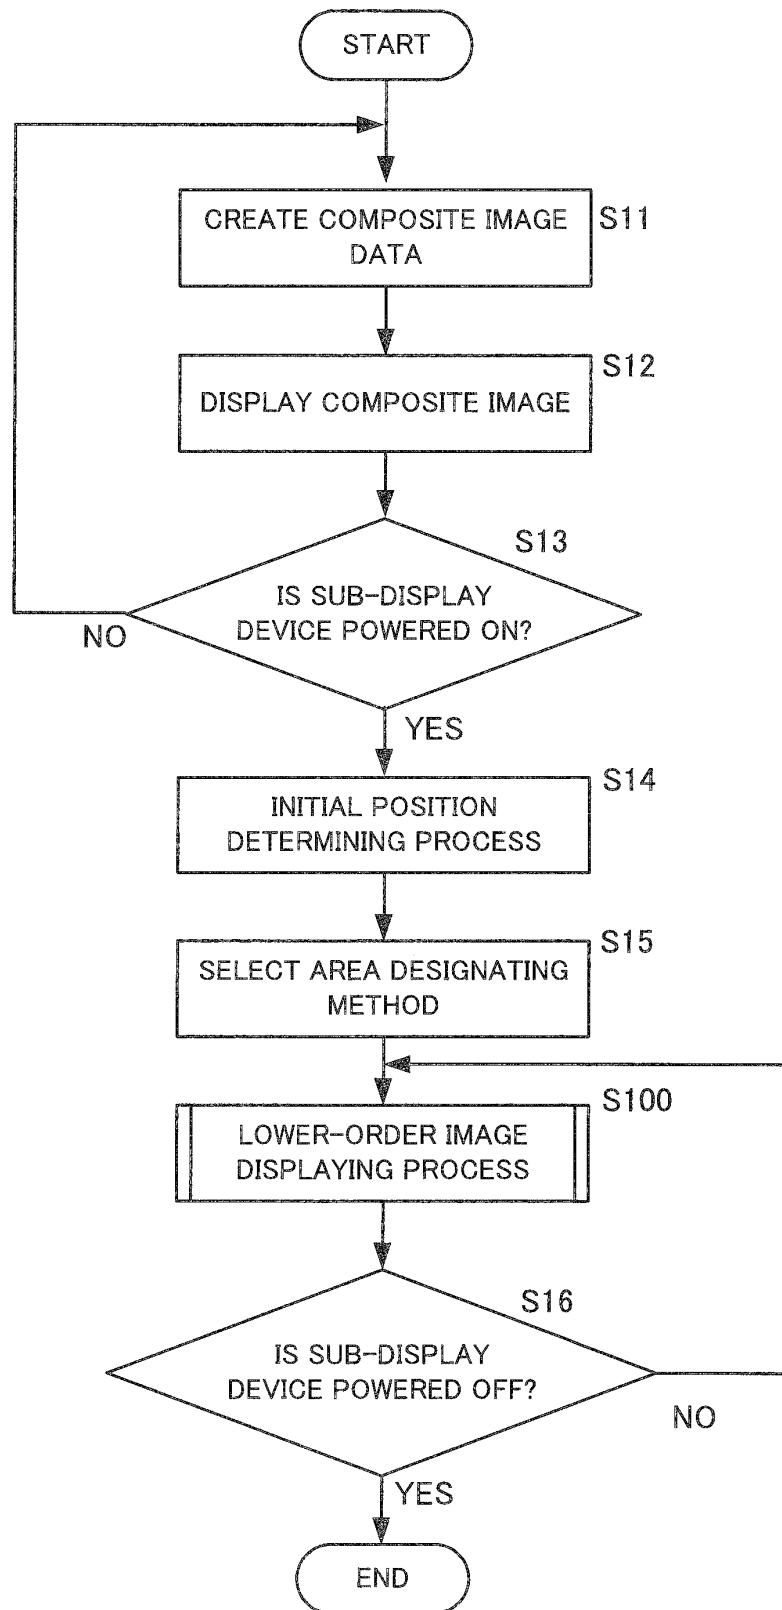 START
CREATE COMPOSITE IMAGE
DATA
S11
DISPLAY COMPOSITE IMAGE
S12
S13
IS SUB-DISPLAY
DEVICE POWERED ON?
NO
YES
S14
INITIAL POSITION
DETERMINING PROCESS
S15
SELECT AREA DESIGNATING
METHOD
S100
LOWER-ORDER IMAGE
DISPLAYING PROCESS
S16
IS SUB-DISPLAY
DEVICE POWERED OFF?
NO
YES
END